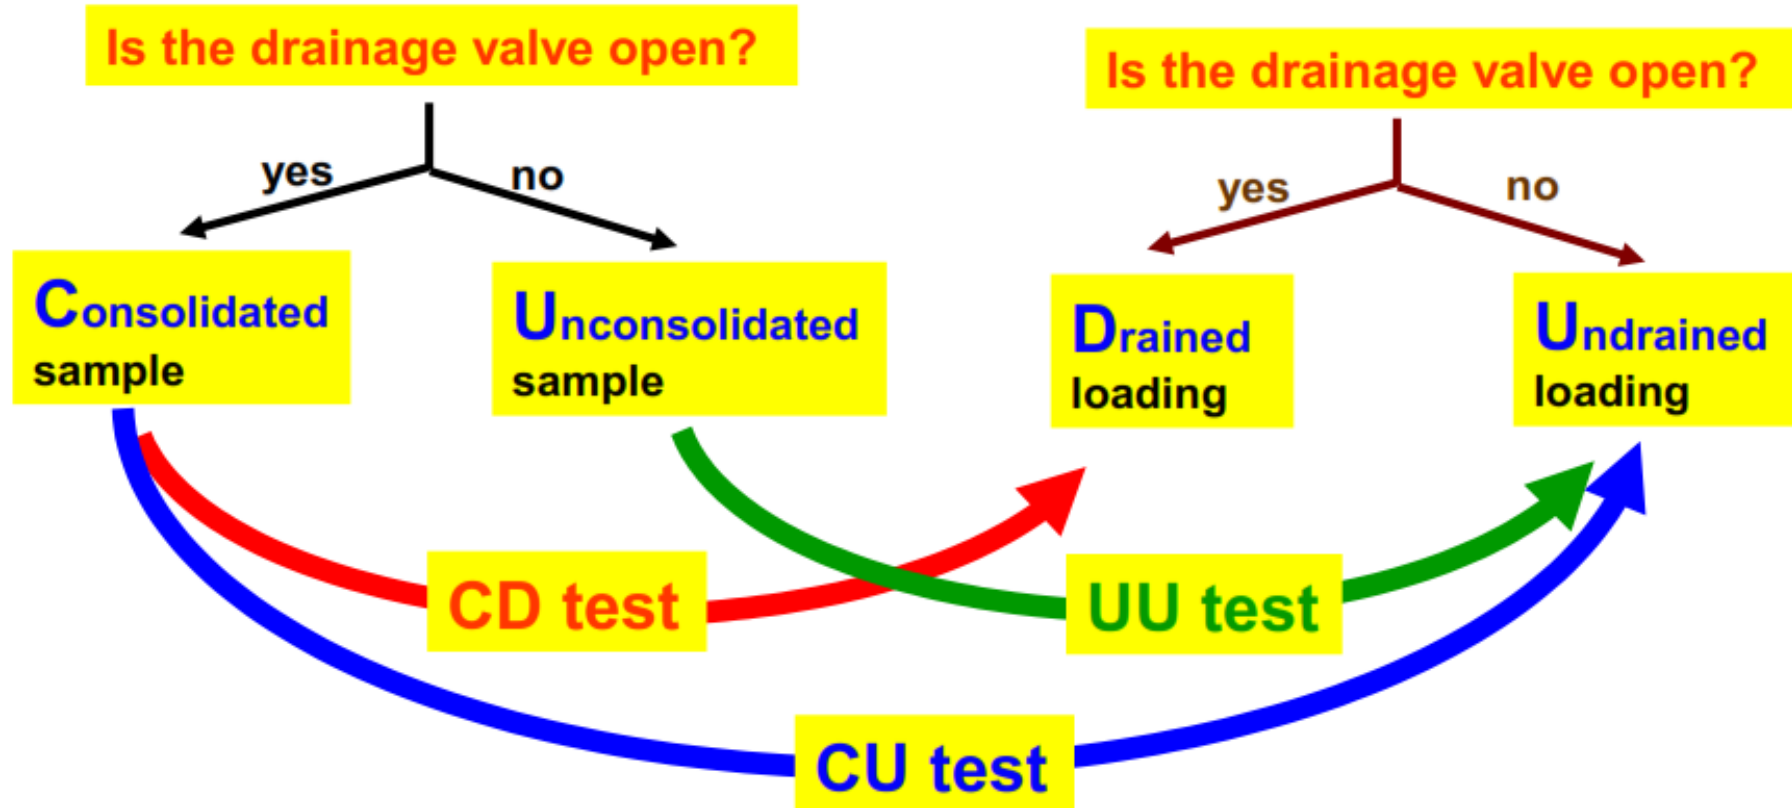 Is the drainage valve open?
Is the drainage valve open?
yes
no
yes
no
Consolidated
sample
Unconsolidated
sample
Drained
loading
Undrained
loading
CD test
UU test
CU test